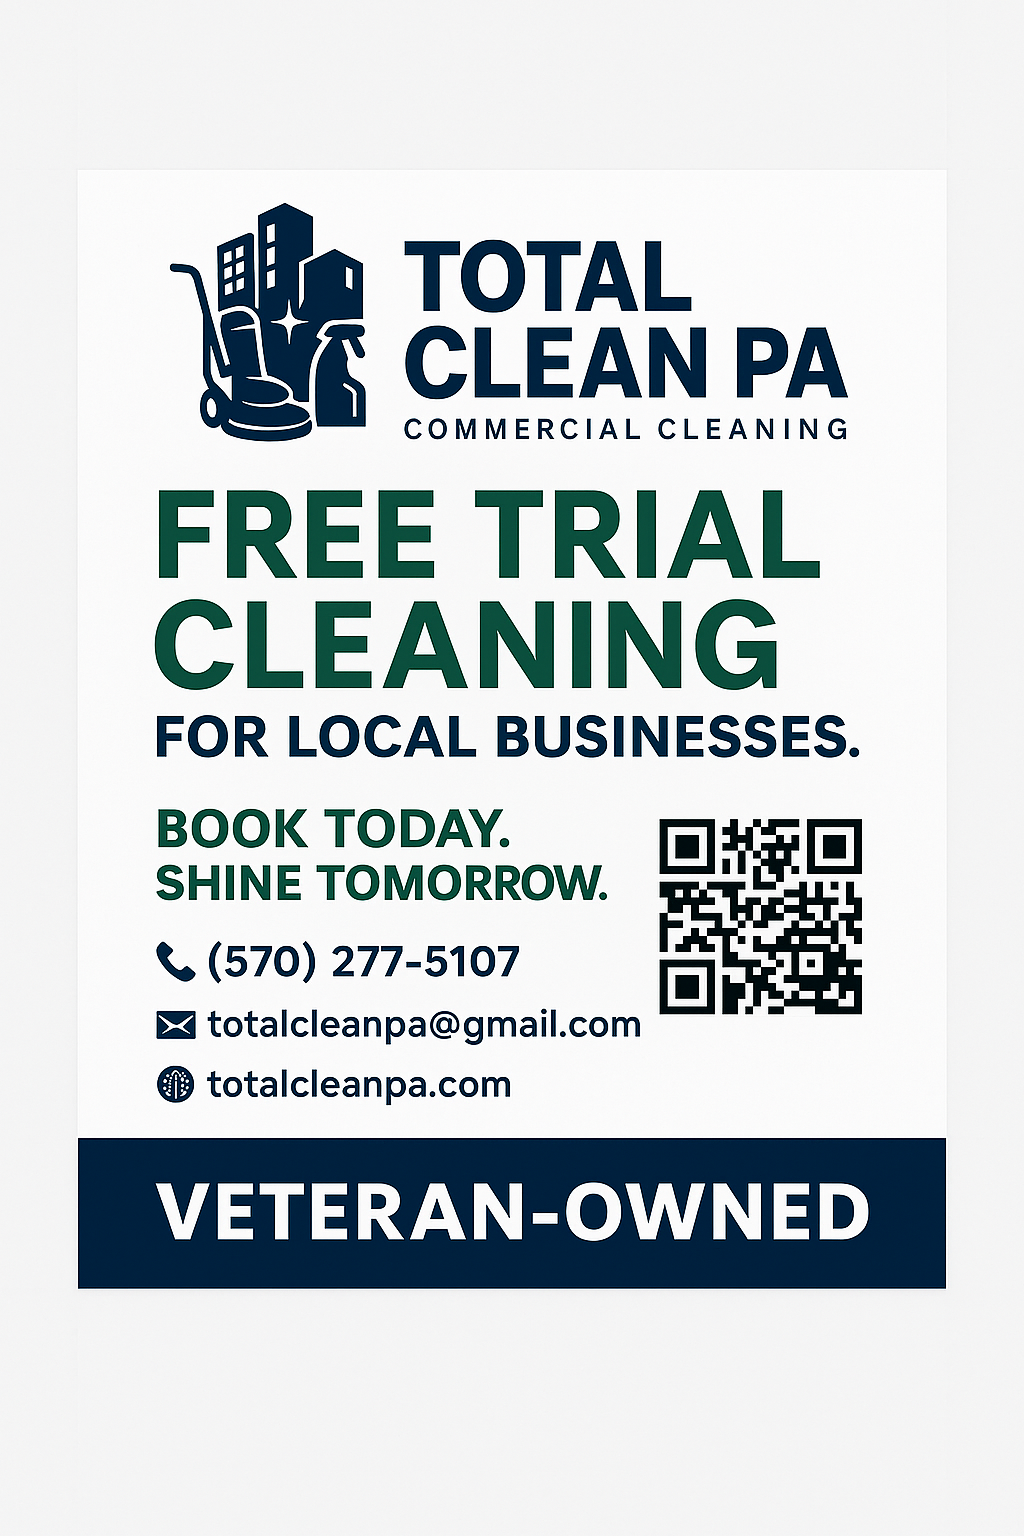 TOTAL
CLEAN PA
COMMERCIAL CLEANING
FREE TRIAL
CLEANING
FOR LOCAL BUSINESSES.
BOOK TODAY.
SHINE TOMORROW.
(570) 277-5107
totalcleanpa@gmail.com
totalcleanpa.com
VETERAN-OWNED